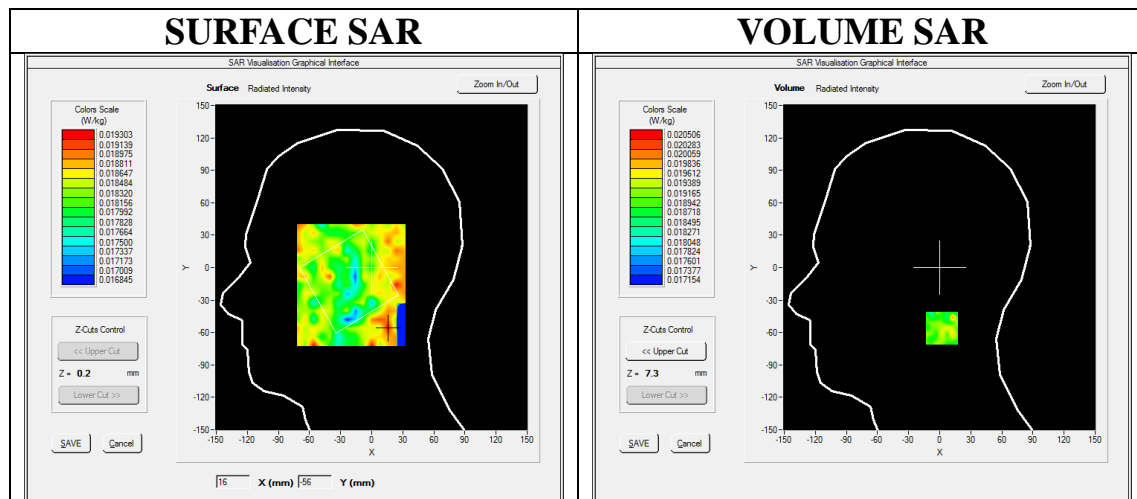 SURFACE SAR
SAR Visualisation Graphical Interface
Surface Radiated Intensity
Zoom In/Out
Colors Scale
(W/kg)
0.019303
0.019139
0.018975
0.018811
0.018647
0.018484
0.018320
0.018156
0.017992
0.017828
0.017664
0.017500
0.017337
0.017173
0.017009
0.016845
150
120
90
60
30
0
-30
-60
-90
-120
-150
Y
-150 -120 -90 -60 -30 0 30 60 90 120 150
X
Z-Cuts Control
<< Upper Cut
Z = 0.2 mm
Lower Cut >>
SAVE Cancel
16 X (mm) -56 Y (mm)
VOLUME SAR
SAR Visualisation Graphical Interface
Volume Radiated Intensity
Zoom In/Out
Colors Scale
(W/kg)
0.020506
0.020283
0.020059
0.019836
0.019612
0.019389
0.019165
0.018942
0.018718
0.018495
0.018271
0.018048
0.017824
0.017601
0.017377
0.017154
150
120
90
60
30
0
-30
-60
-90
-120
-150
Y
-150 -120 -90 -60 -30 0 30 60 90 120 150
X
Z-Cuts Control
<< Upper Cut
Z = 7.3 mm
Lower Cut >>
SAVE Cancel